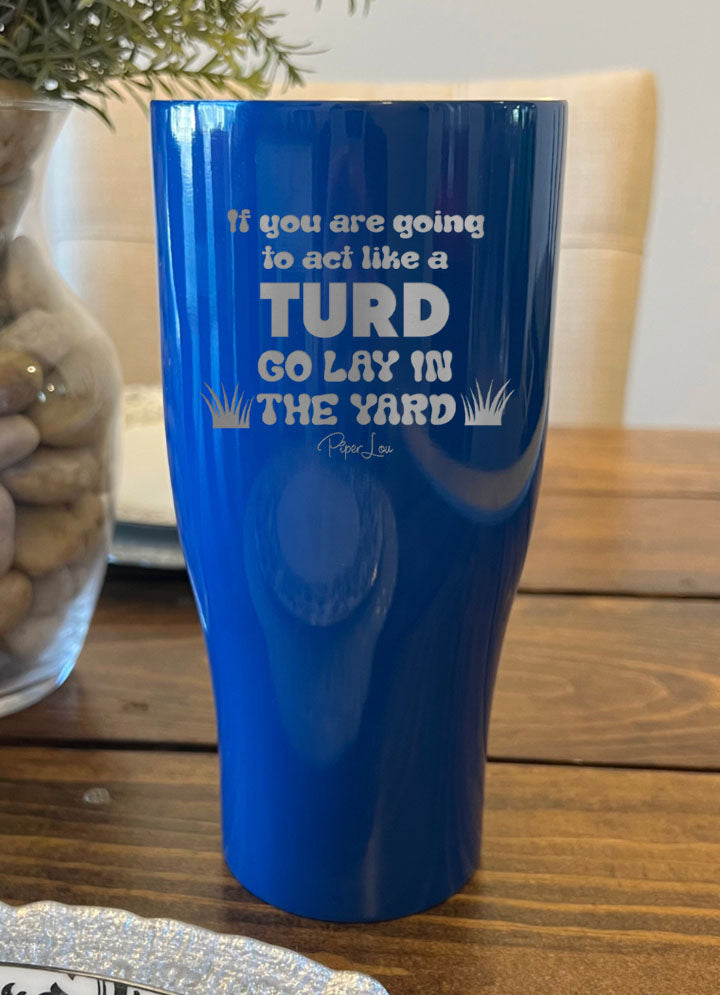 If you are going
to act like a
TURD
GO LAY IN
THE YARD
Piper Lou